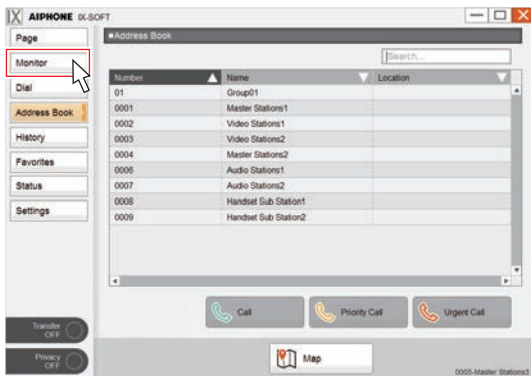 IX AIPHONE IX-SOFT
Page
Monitor
Dial
Address Book
History
Favorites
Status
Settings
Transfer
OFF
Privacy
OFF
■Address Book
Search...
Number Name Location
01 Group01
0001 Master Stations1
0002 Video Stations1
0003 Video Stations2
0004 Master Stations2
0006 Audio Stations1
0007 Audio Stations2
0008 Handset Sub Station1
0009 Handset Sub Station2
Call Priority Call Urgent Call
Map
0005-Master Stations3